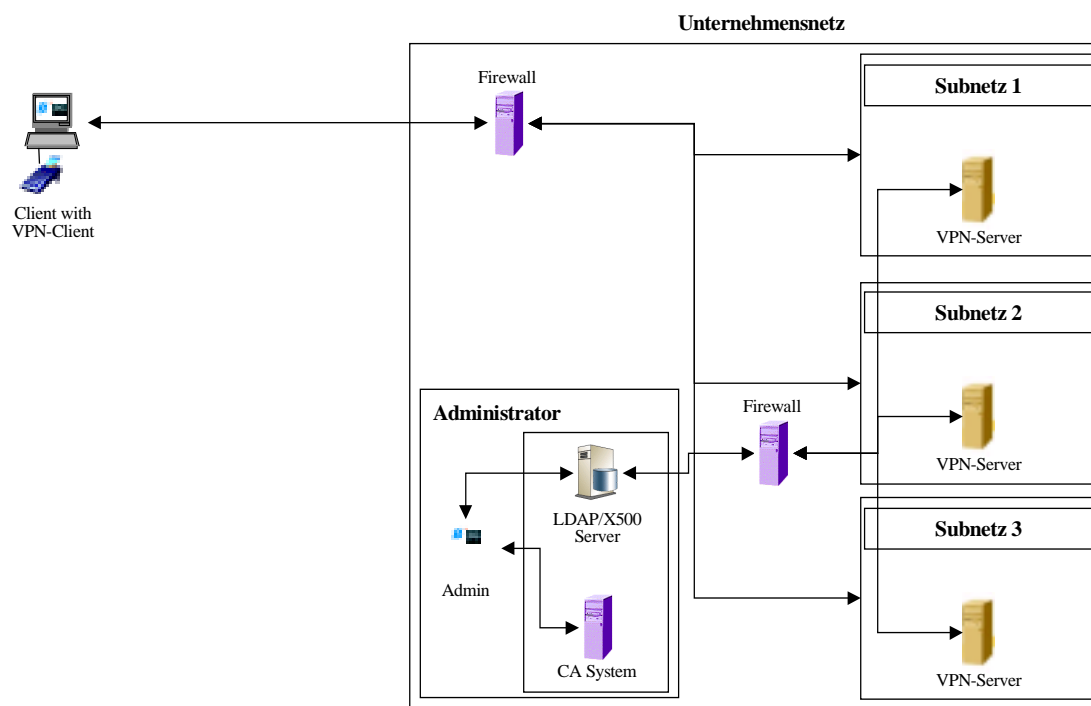 Unternehmensnetz
Firewall
Subnetz 1
VPN-Server
Client with
VPN-Client
Subnetz 2
VPN-Server
Administrator
Firewall
LDAP/X500
Server
Admin
CA System
Subnetz 3
VPN-Server